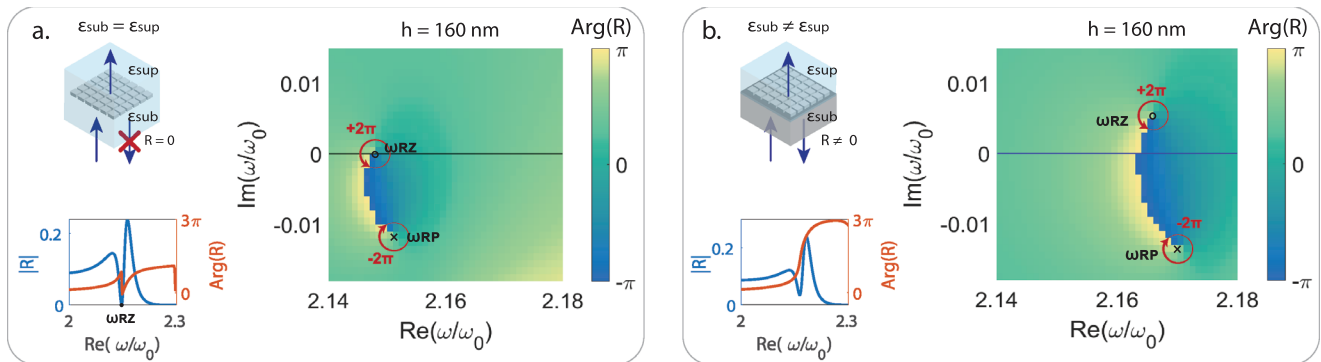 a.
εsub = εsup
εsup
εsub
R = 0
h = 160 nm
Arg(R)
π
0
-π
0.01
0
-0.01
Im(ω/ω0)
+2π
ωRZ
ωRP
-2π
2.14
2.16
2.18
Re(ω/ω0)
|R|
0.2
0
3π
0
Arg(R)
2
ωRZ
2.3
Re( ω/ω0)
b.
εsub ≠ εsup
εsup
εsub
R ≠ 0
h = 160 nm
Arg(R)
π
0
-π
0.01
0
-0.01
Im(ω/ω0)
+2π
ωRZ
-2π
ωRP
2.14
2.16
2.18
Re(ω/ω0)
|R|
0.2
0
3π
0
Arg(R)
2
2.3
Re( ω/ω0)